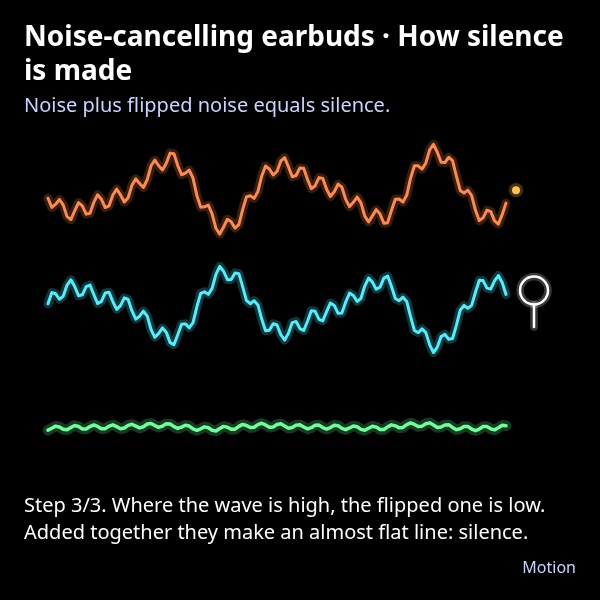 Noise-cancelling earbuds · How silence
is made
Noise plus flipped noise equals silence.
Step 3/3. Where the wave is high, the flipped one is low.
Added together they make an almost flat line: silence.
Motion